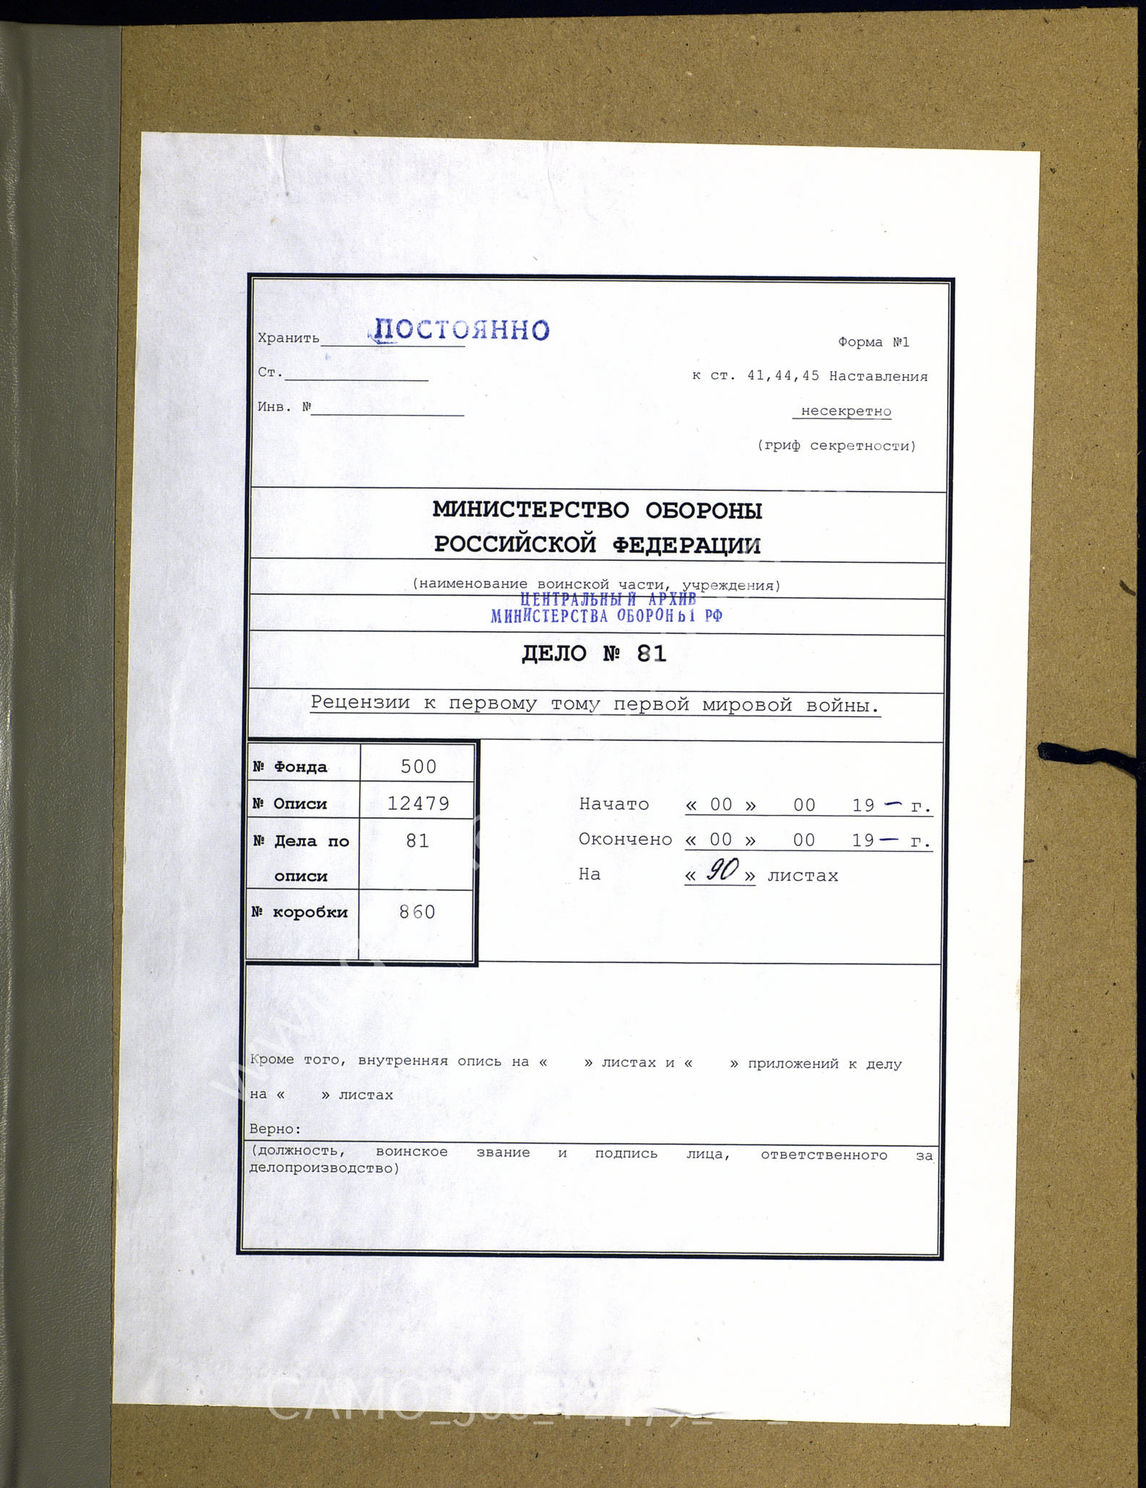 Хранить ПОСТОЯННО
Форма №1
Ст.
к ст. 41,44,45 Наставления
Инв. №
несекретно
(гриф секретности)
МИНИСТЕРСТВО ОБОРОНЫ
РОССИЙСКОЙ ФЕДЕРАЦИИ
(наименование воинской части, учреждения)
ЦЕНТРАЛЬНЫЙ АРХИВ
МИНИСТЕРСТВА ОБОРОНЫ РФ
ДЕЛО № 81
Рецензии к первому тому первой мировой войны.
№ Фонда 500
№ Описи 12479
№ Дела по 81
описи
№ коробки 860
Начато « 00 » 00 19 — г.
Окончено « 00 » 00 19 — г.
На « 90 » листах
Кроме того, внутренняя опись на « » листах и « » приложений к делу
на « » листах
Верно:
(должность, воинское звание и подпись лица, ответственного за
делопроизводство)